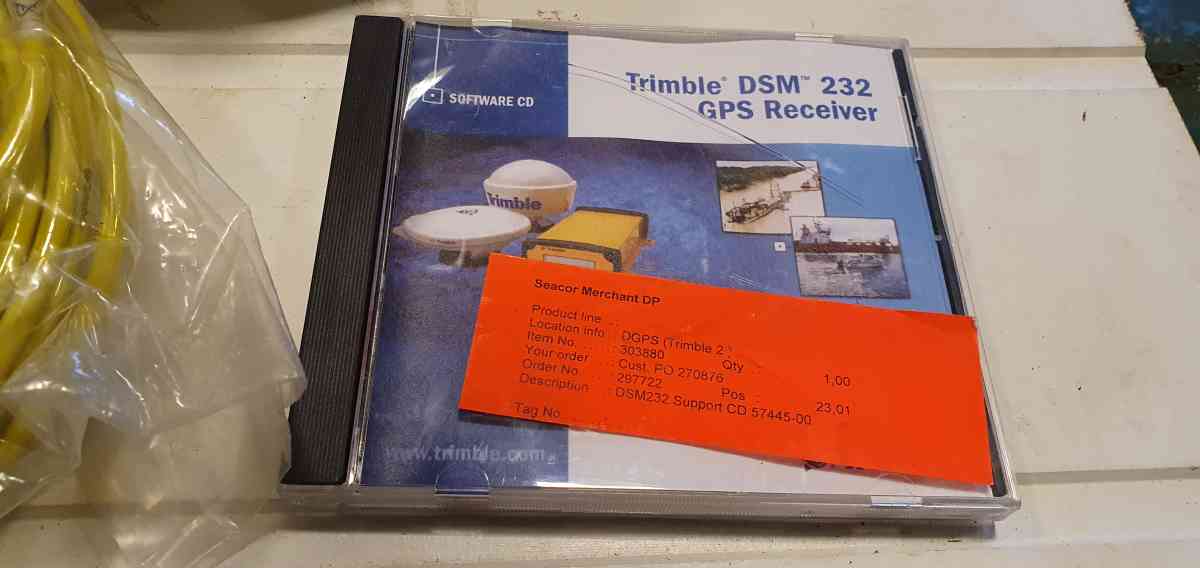 SOFTWARE CD
Trimble® DSM™ 232
GPS Receiver
Trimble
Seacor Merchant DP
Product line :
Location info : DGPS (Trimble 2 )
Item No. : 303880 Qty : 1,00
Your order : Cust. PO 270876
Order No : 297722 Pos : 23,01
Description : DSM232 Support CD 57445-00
Tag No :
www.trimble.com